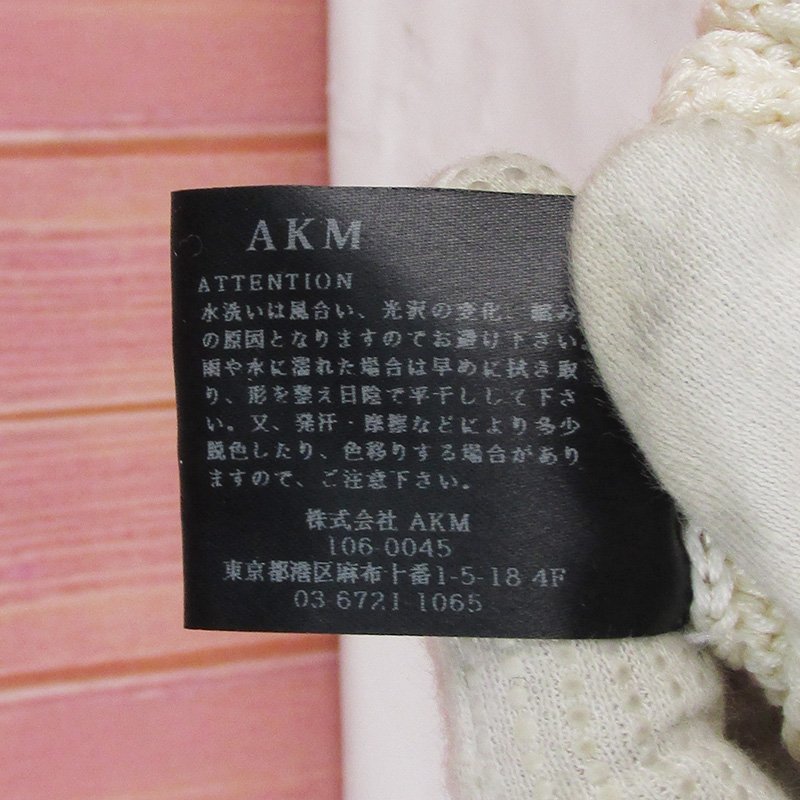 AKM
ATTENTION
水洗いは風合い、光沢の変化、縮み
の原因となりますのでお避け下さい。
雨や水に濡れた場合は早めに拭き取
り、形を整え日陰で平干しして下さ
い。又、発汗・摩擦などにより多少
脱色したり、色移りする場合があり
ますので、ご注意下さい。
株式会社 AKM
106-0045
東京都港区麻布十番1-5-18 4F
03 6721 1065